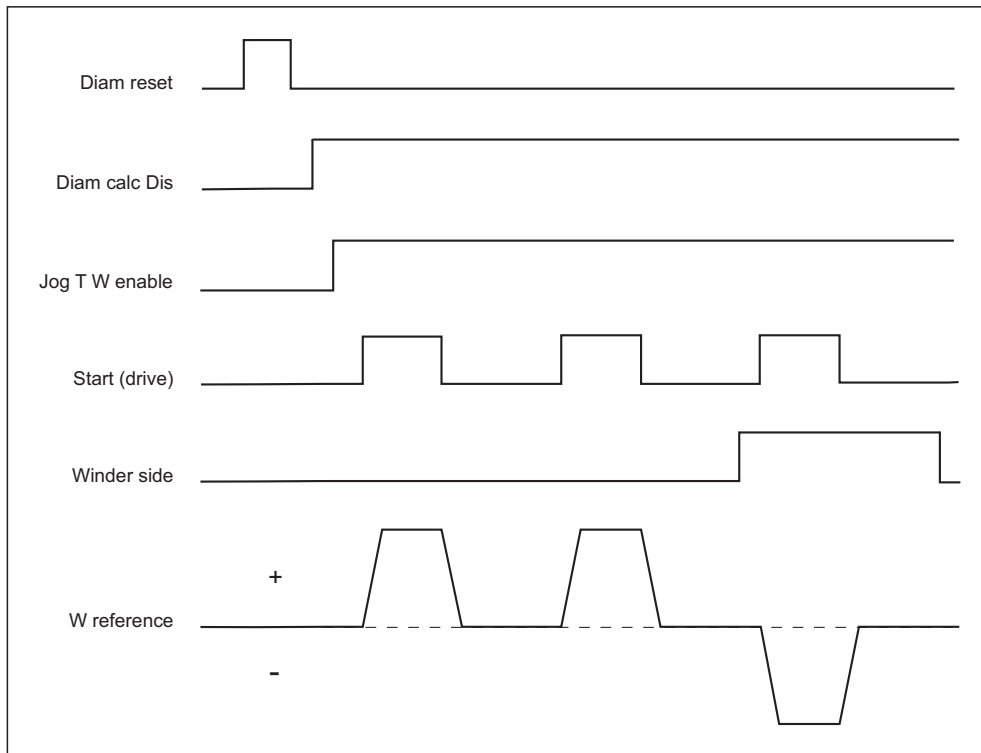 Diam reset
Diam calc Dis
Jog T W enable
Start (drive)
Winder side
+
W reference
-